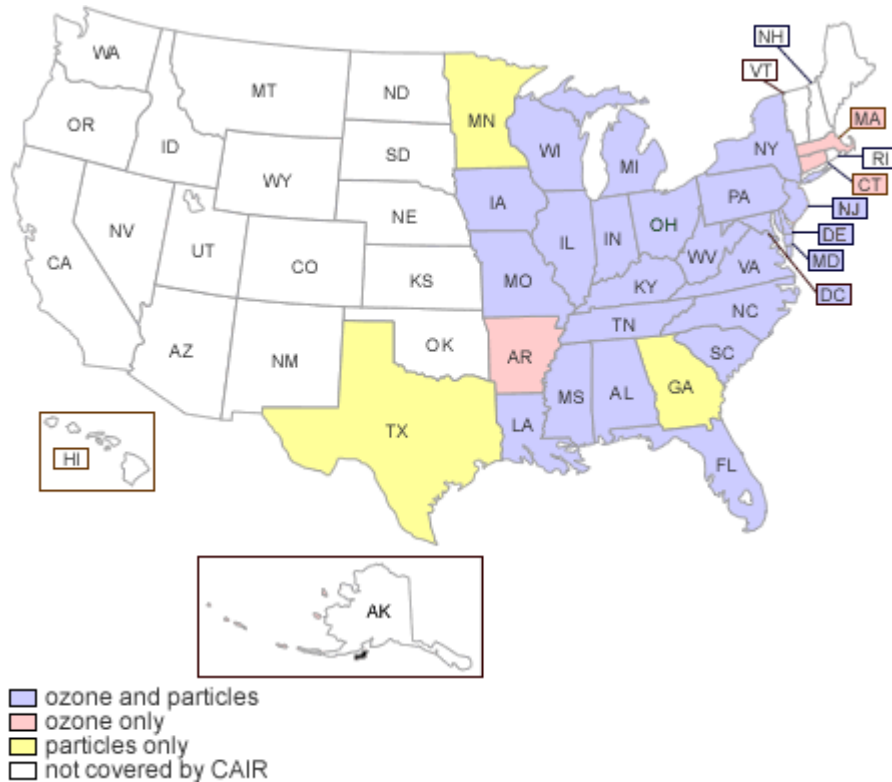 NH
WA
VT
MT
ND
MN
MA
OR
ID
SD
WI
MI
NY
RI
CT
WY
IA
PA
NJ
NE
NV
UT
IL
IN
OH
DE
CA
CO
WV
MD
KS
MO
KY
VA
DC
NC
TN
AZ
NM
OK
AR
SC
MS
AL
GA
TX
LA
HI
FL
AK
ozone and particles
ozone only
particles only
not covered by CAIR